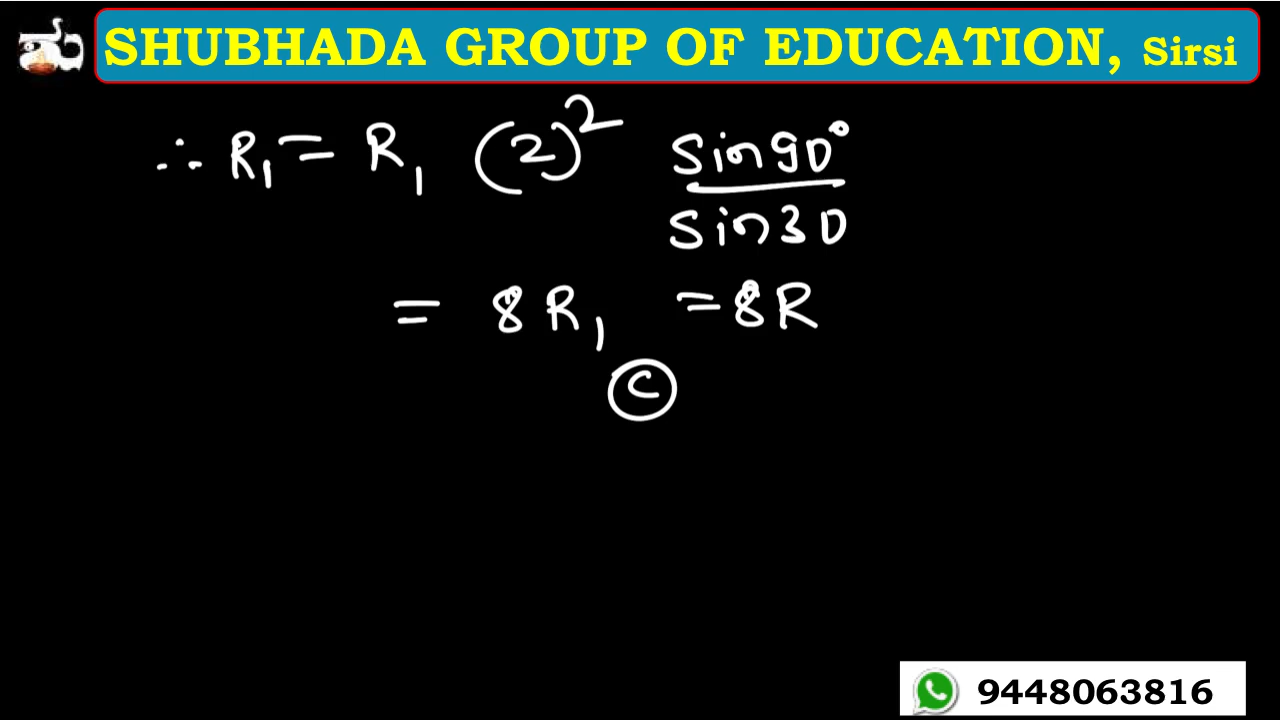 ಶು SHUBHADA GROUP OF EDUCATION, Sirsi
∴ R₁ = R₁ (2)² sin90°
sin30
= 8R₁ = 8R
C
9448063816